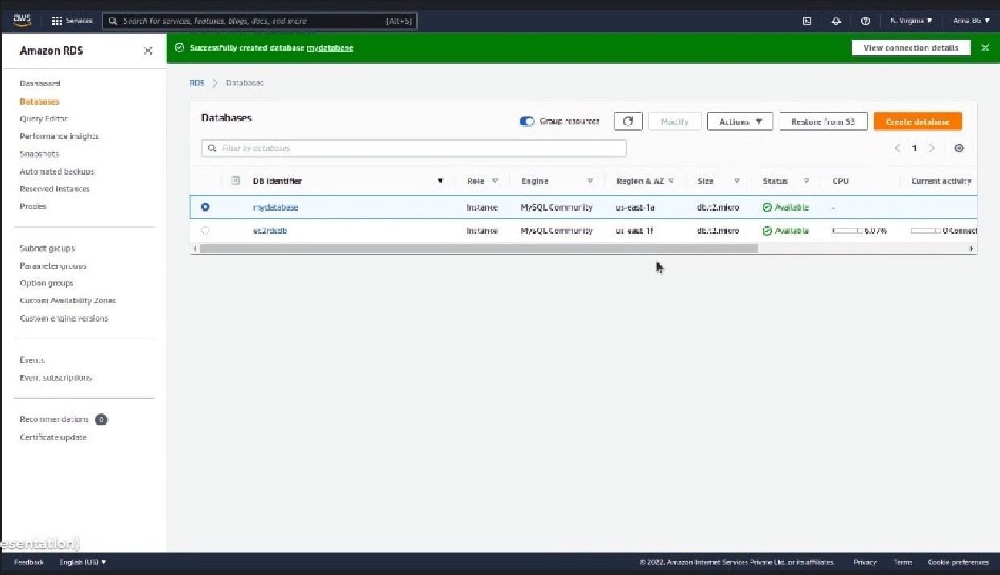 aws Services Search for services, features, blogs, docs, and more [Alt+S] N. Virginia Anna BG
Amazon RDS
Successfully created database mydatabase View connection details
Dashboard
Databases
Query Editor
Performance insights
Snapshots
Automated backups
Reserved instances
Proxies
Subnet groups
Parameter groups
Option groups
Custom Availability Zones
Custom engine versions
Events
Event subscriptions
Recommendations 0
Certificate update
RDS > Databases
Databases Group resources Modify Actions Restore from S3 Create database
Filter by databases 1
DB identifier Role Engine Region & AZ Size Status CPU Current activity
mydatabase Instance MySQL Community us-east-1a db.t2.micro Available -
ec2rdsdb Instance MySQL Community us-east-1f db.t2.micro Available 6.07% 0 Connect
esentation)
Feedback English (US) © 2022, Amazon Internet Services Private Ltd. or its affiliates. Privacy Terms Cookie preferences